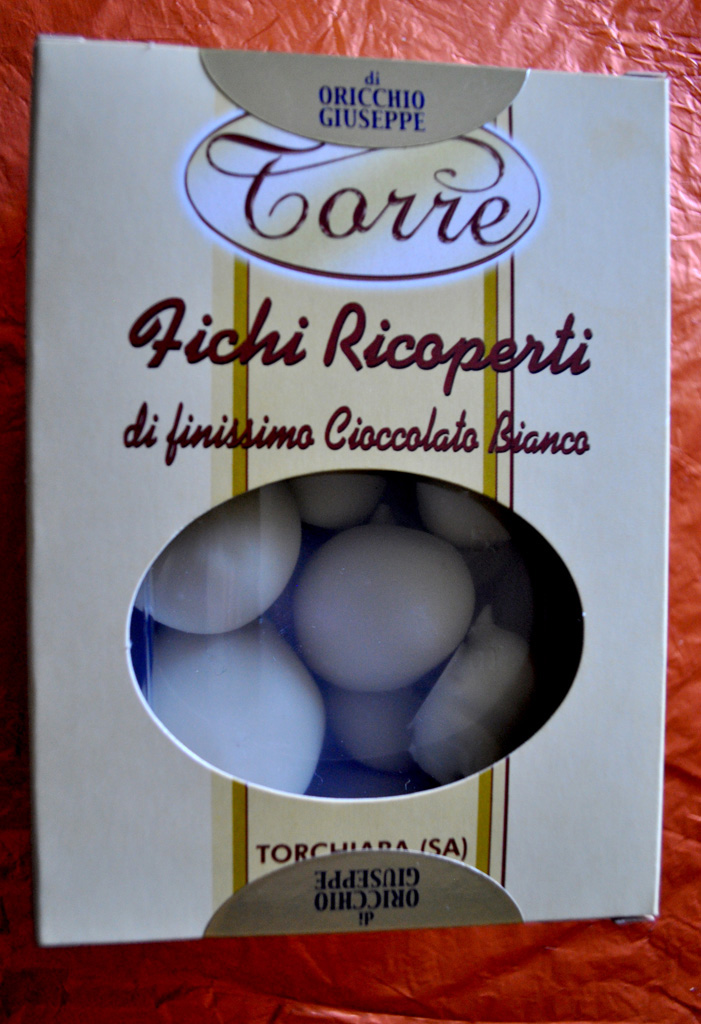 di
ORICCHIO
GIUSEPPE
Torre
Fichi Ricoperti
di finissimo Cioccolato Bianco
TORCHIARA (SA)
di
ORICCHIO
GIUSEPPE